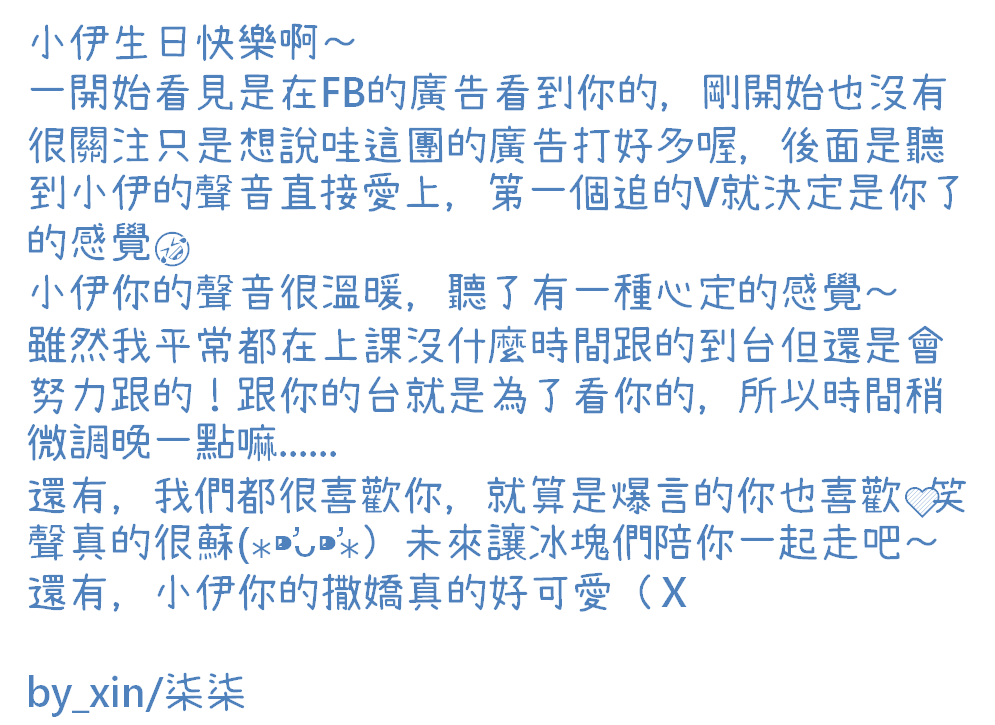 小伊生日快樂啊～
一開始看見是在FB的廣告看到你的，剛開始也沒有
很關注只是想說哇這團的廣告打好多喔，後面是聽
到小伊的聲音直接愛上，第一個追的V就決定是你了
的感覺🤣
小伊你的聲音很溫暖，聽了有一種心定的感覺～
雖然我平常都在上課沒什麼時間跟的到台但還是會
努力跟的！跟你的台就是為了看你的，所以時間稍
微調晚一點嘛......
還有，我們都很喜歡你，就算是爆言的你也喜歡🤍笑
聲真的很蘇(⁎⁍̴̛ᴗ⁍̴̛⁎）未來讓冰塊們陪你一起走吧～
還有，小伊你的撒嬌真的好可愛（X
by_xin/柒柒